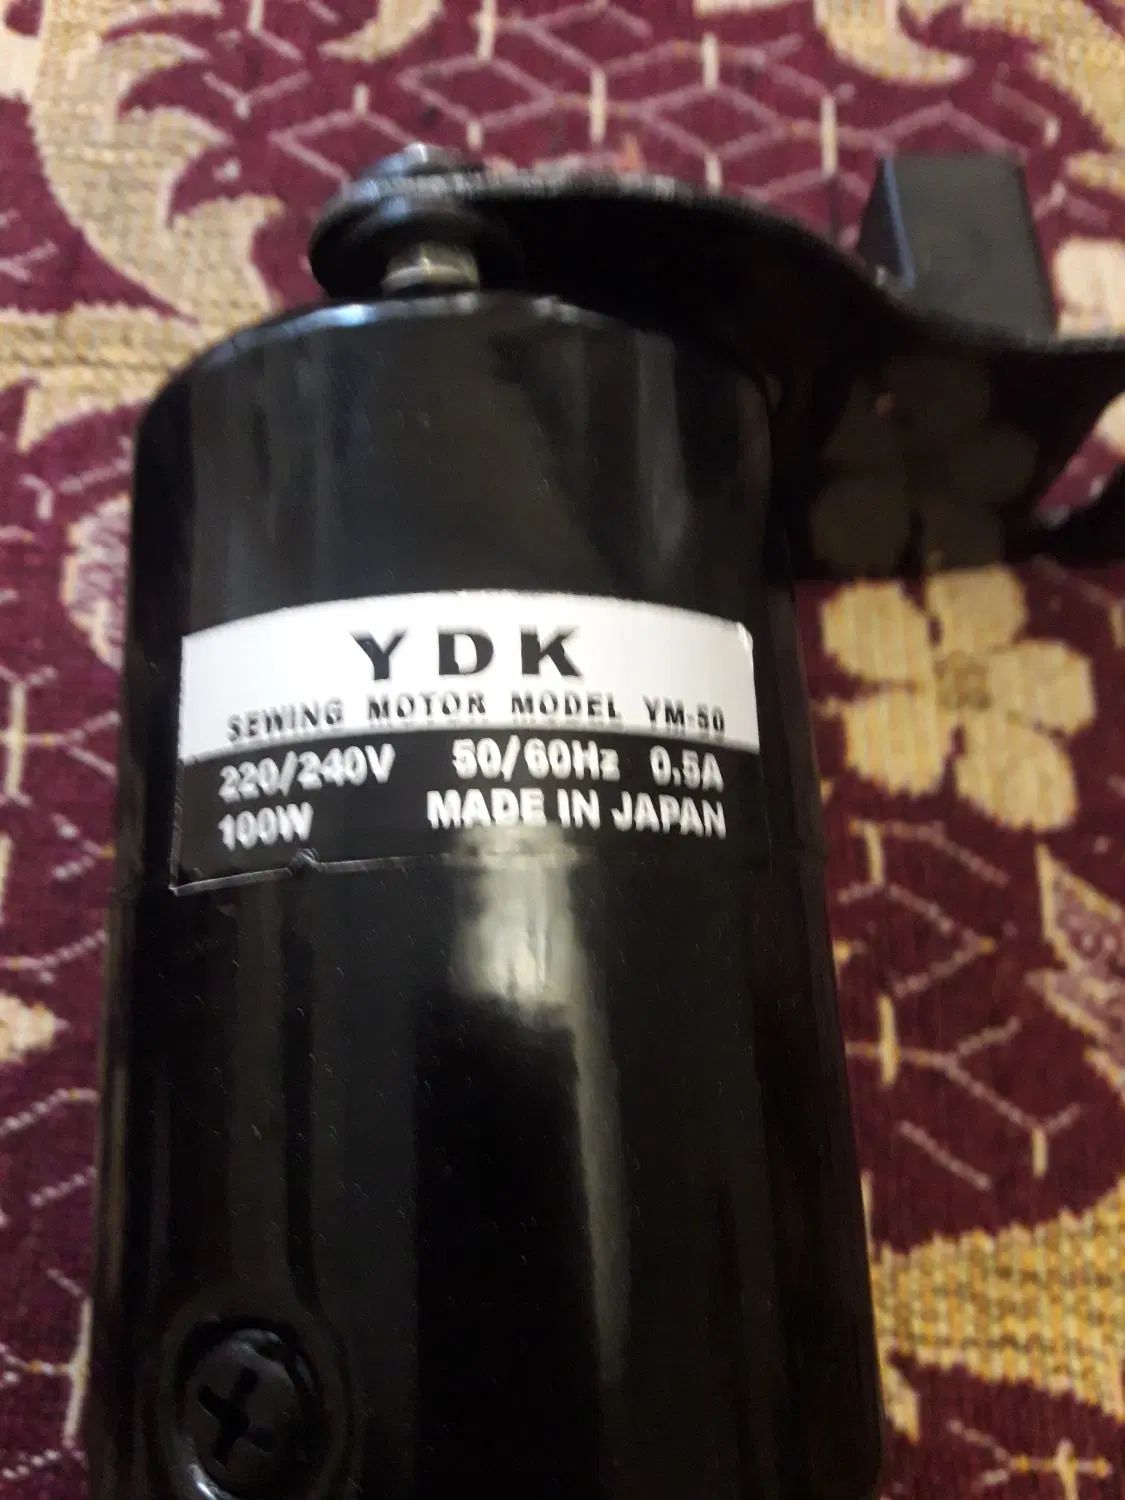 YDK
SEWING MOTOR MODEL YM-50
220/240V 50/60Hz 0.5A
100W MADE IN JAPAN